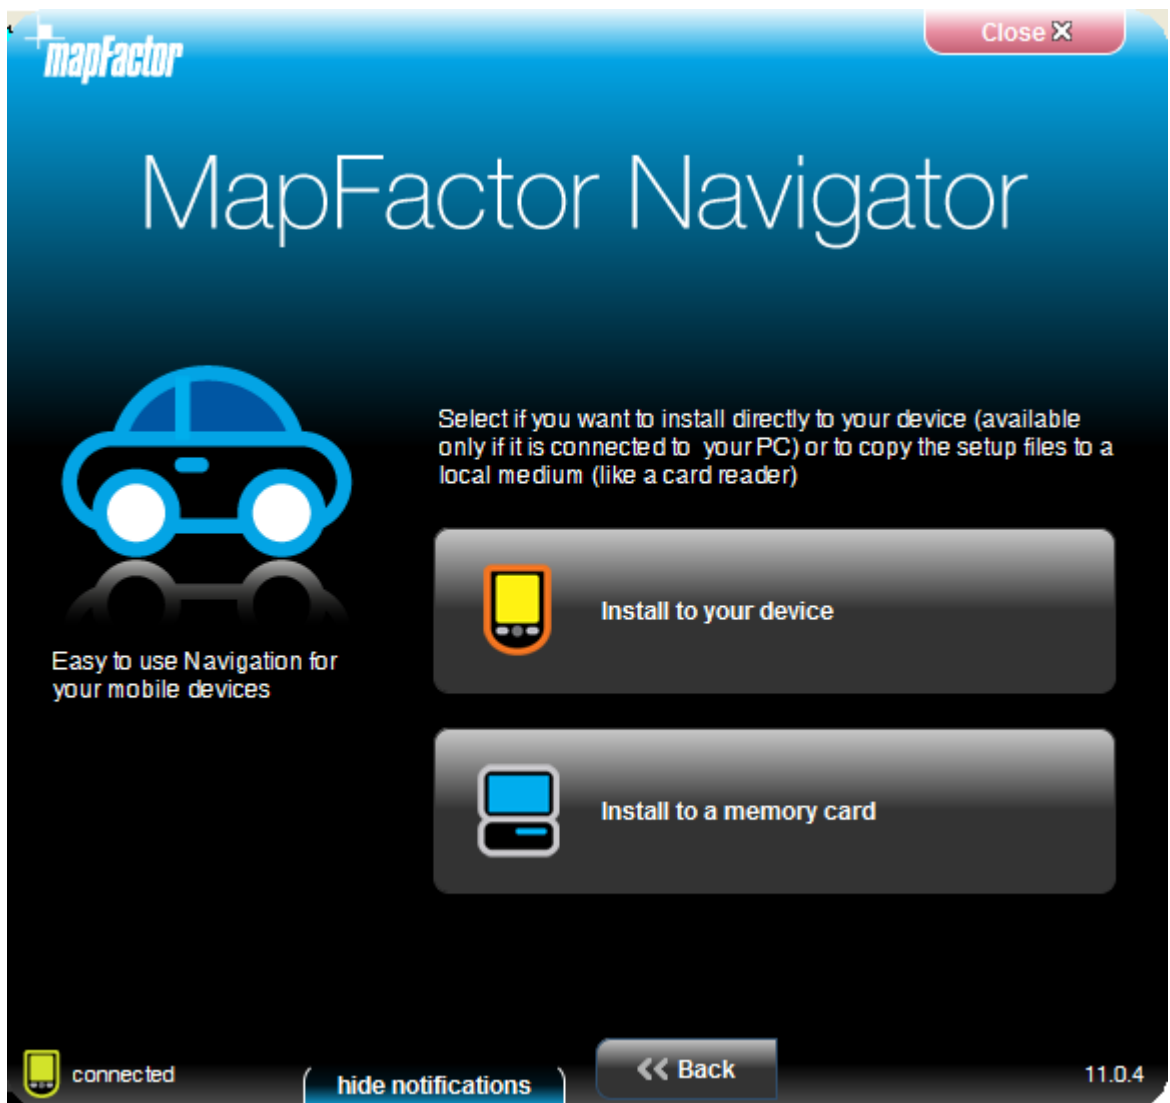 mapFactor
Close
MapFactor Navigator
Select if you want to install directly to your device (available
only if it is connected to your PC) or to copy the setup files to a
local medium (like a card reader)
Install to your device
Easy to use Navigation for
your mobile devices
Install to a memory card
connected
hide notifications
Back
11.0.4